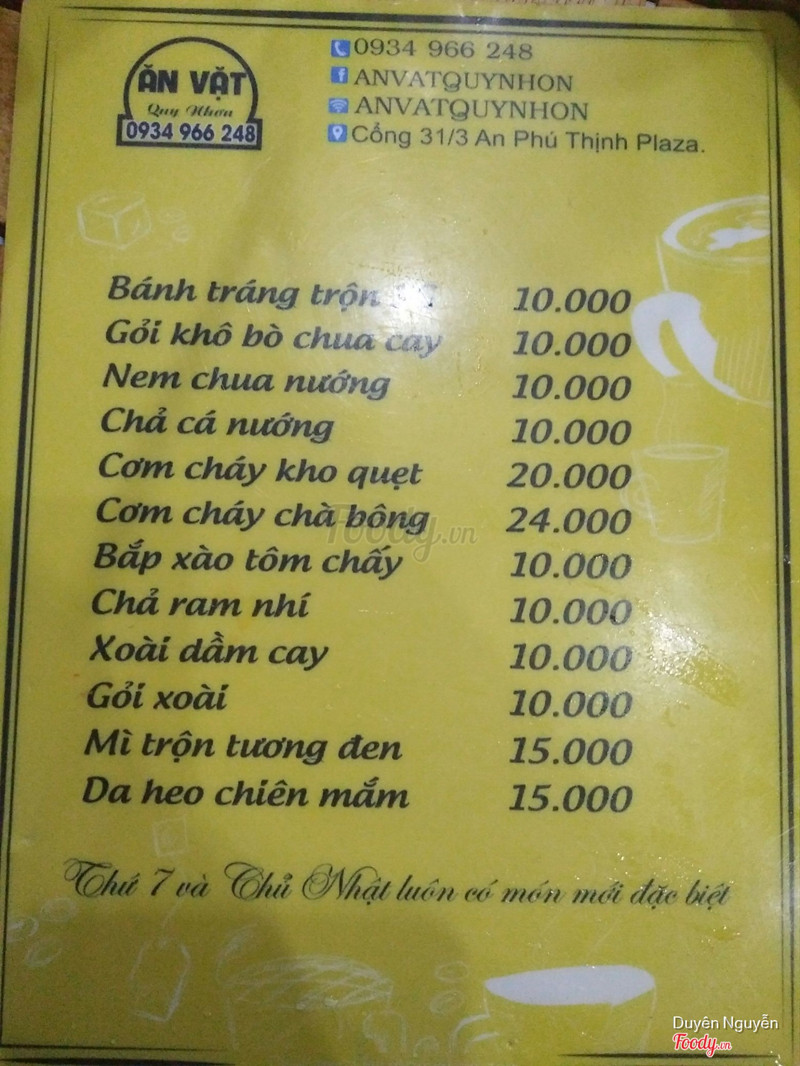 ĂN VẶT
Quy Nhơn
0934 966 248
0934 966 248
ANVATQUYNHON
ANVATQUYNHON
Cổng 31/3 An Phú Thịnh Plaza.
Bánh tráng trộn 10.000
Gỏi khô bò chua cay 10.000
Nem chua nướng 10.000
Chả cá nướng 10.000
Cơm cháy kho quẹt 20.000
Cơm cháy chà bông 24.000
Bắp xào tôm chấy 10.000
Chả ram nhí 10.000
Xoài dầm cay 10.000
Gỏi xoài 10.000
Mì trộn tương đen 15.000
Da heo chiên mắm 15.000
Thứ 7 và Chủ Nhật luôn có món mới đặc biệt
Foody.vn
Duyên Nguyễn
Foody.vn